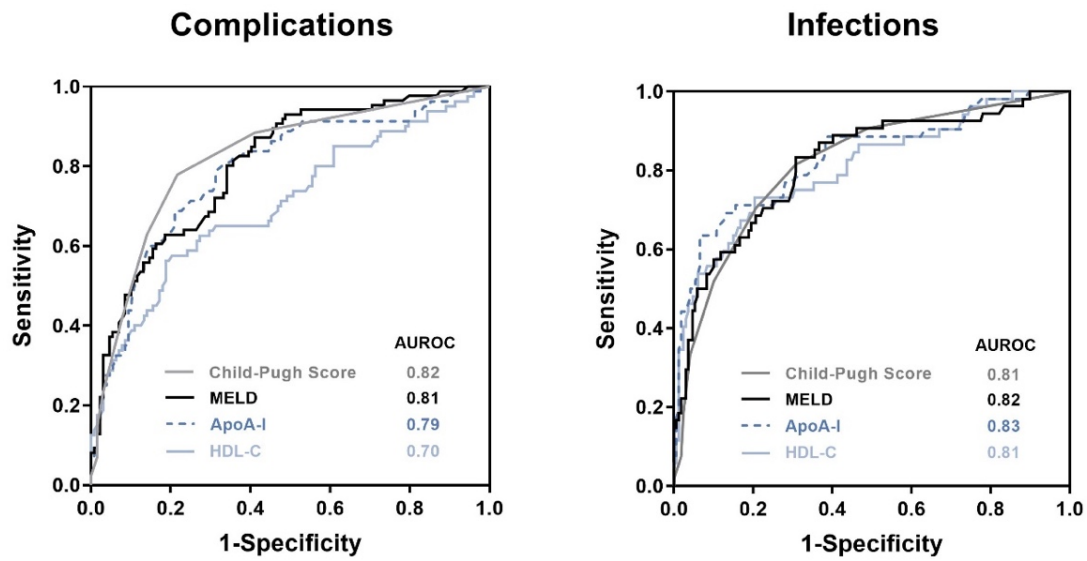 Complications
Sensitivity
1.0
0.8
0.6
0.4
0.2
0.0
AUROC
Child-Pugh Score 0.82
MELD 0.81
ApoA-I 0.79
HDL-C 0.70
0.0 0.2 0.4 0.6 0.8 1.0
1-Specificity
Infections
Sensitivity
1.0
0.8
0.6
0.4
0.2
0.0
AUROC
Child-Pugh Score 0.81
MELD 0.82
ApoA-I 0.83
HDL-C 0.81
0.0 0.2 0.4 0.6 0.8 1.0
1-Specificity